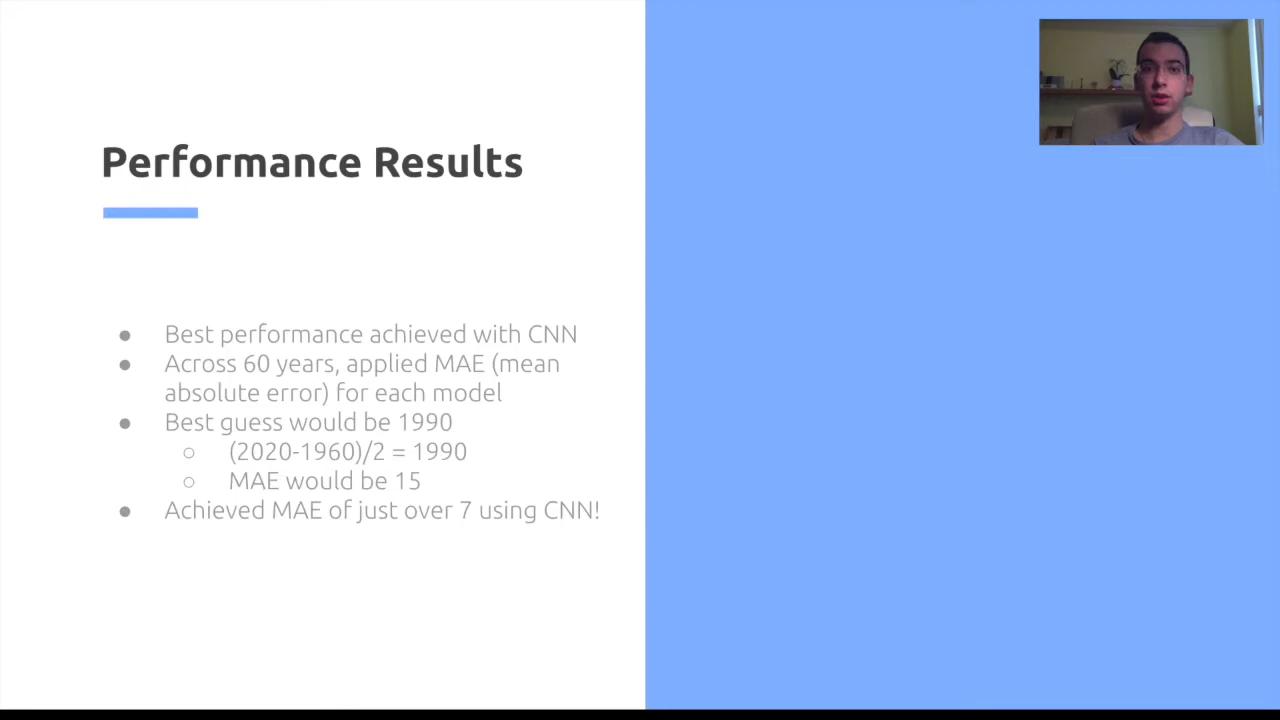 Performance Results
● Best performance achieved with CNN
● Across 60 years, applied MAE (mean
absolute error) for each model
● Best guess would be 1990
○ (2020-1960)/2 = 1990
○ MAE would be 15
● Achieved MAE of just over 7 using CNN!